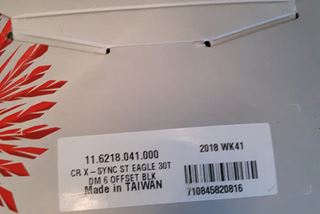 11.6218.041.000
2018 WK41
CR X-SYNC ST EAGLE 30T
DM 6 OFFSET BLK
Made in TAIWAN
710845820816